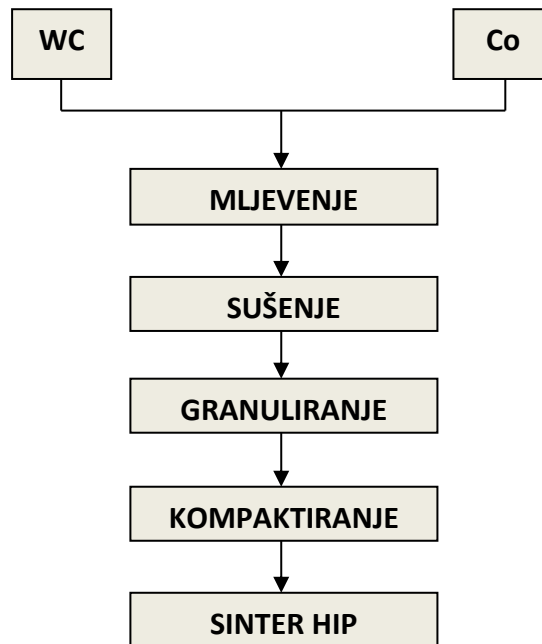 WC
Co
MLJEVENJE
SUŠENJE
GRANULIRANJE
KOMPAKTIRANJE
SINTER HIP